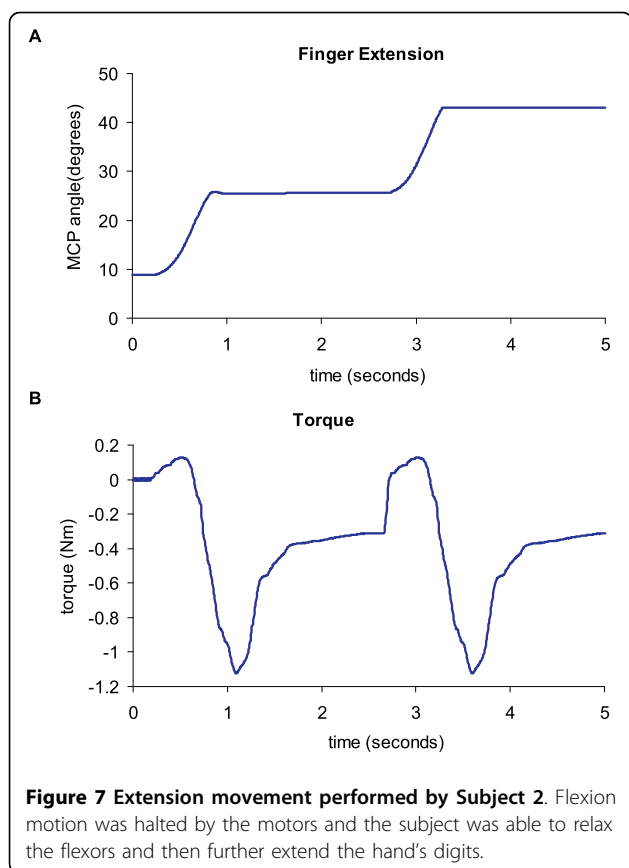 A
Finger Extension
50
40
30
20
10
0
MCP angle(degrees)
0 1 2 3 4 5
time (seconds)
B
Torque
0.2
0
-0.2
-0.4
-0.6
-0.8
-1
-1.2
torque (Nm)
0 1 2 3 4 5
time (seconds)
Figure 7 Extension movement performed by Subject 2. Flexion
motion was halted by the motors and the subject was able to relax
the flexors and then further extend the hand's digits.